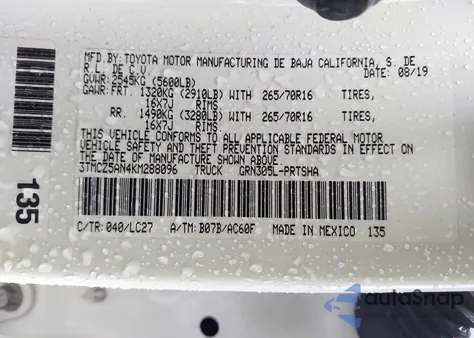 MFD.BY:TOYOTA MOTOR MANUFACTURING DE BAJA CALIFORNIA, S. DE
R.L. DE C.V. DATE: 08/19
GVWR:2545KG (5600LB)
GAWR:FRT. 1320KG (2910LB) WITH 265/70R16 TIRES,
16X7J RIMS.
RR. 1490KG (3280LB) WITH 265/70R16 TIRES,
16X7J RIMS.
THIS VEHICLE CONFORMS TO ALL APPLICABLE FEDERAL MOTOR
VEHICLE SAFETY AND THEFT PREVENTION STANDARDS IN EFFECT ON
THE DATE OF MANUFACTURE SHOWN ABOVE.
3TMCZ5AN4KM288096 TRUCK GRN305L-PRTSHA
C/TR:040/LC27 A/TM:B07B/AC60F MADE IN MEXICO 135
135
autoSnap